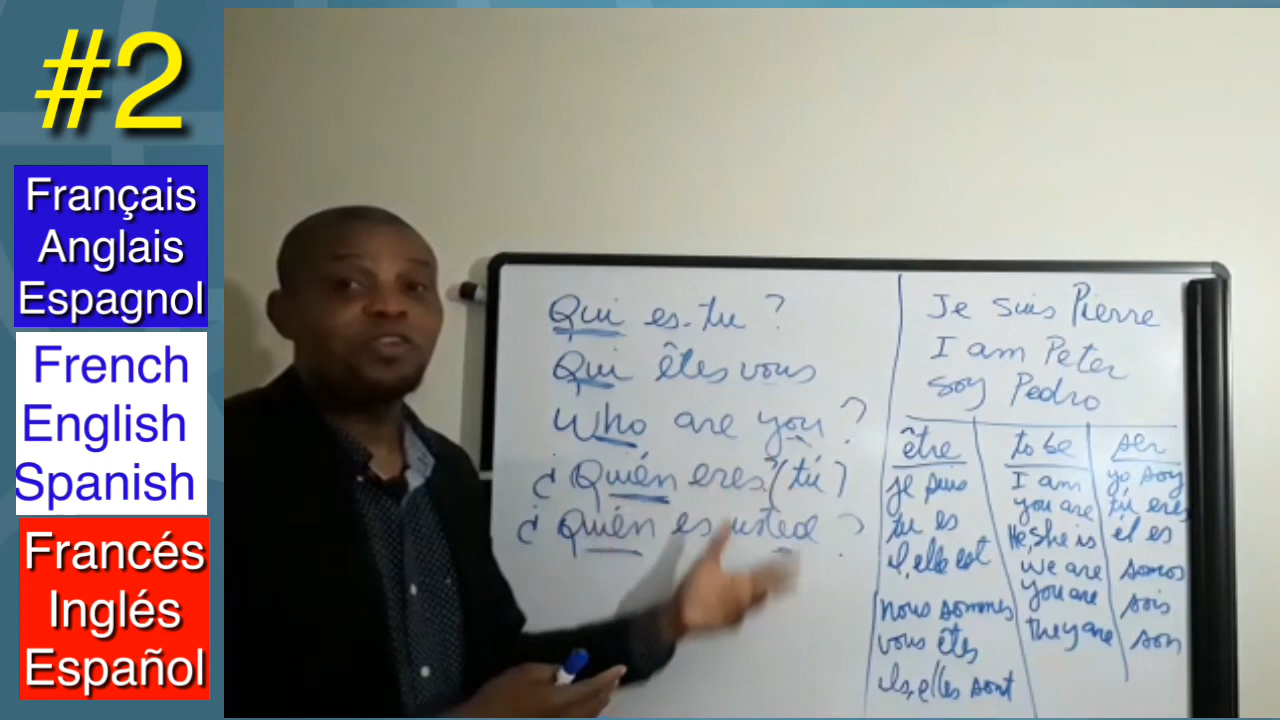 #2
Français
Anglais
Espagnol
French
English
Spanish
Francés
Inglés
Español
Qui es-tu ?
Qui êtes vous
Who are you ?
¿ Quién eres (tú)
¿ Quién es usted ?
Je suis Pierre
I am Peter
soy Pedro
être
je suis
tu es
il, elle est
nous sommes
vous êtes
ils, elles sont
to be
I am
you are
He, she is
we are
you are
they are
ser
yo soy
tú eres
él es
somos
sois
son